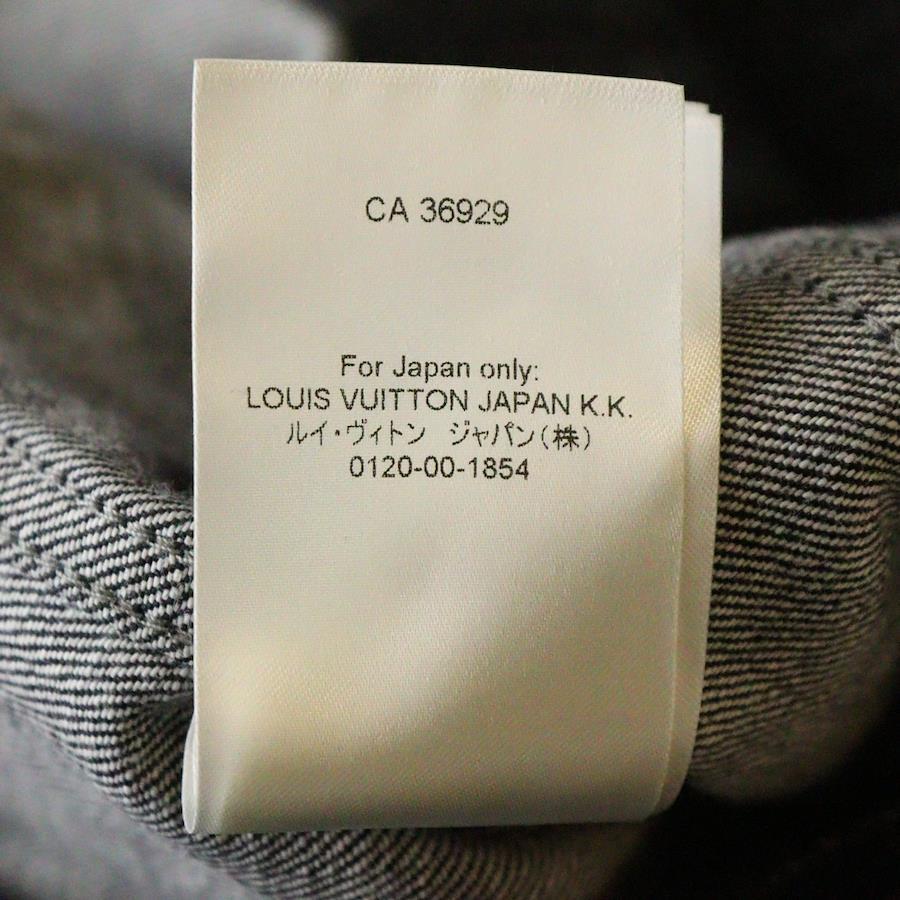 CA 36929
For Japan only:
LOUIS VUITTON JAPAN K.K.
ルイ・ヴィトン ジャパン(株)
0120-00-1854